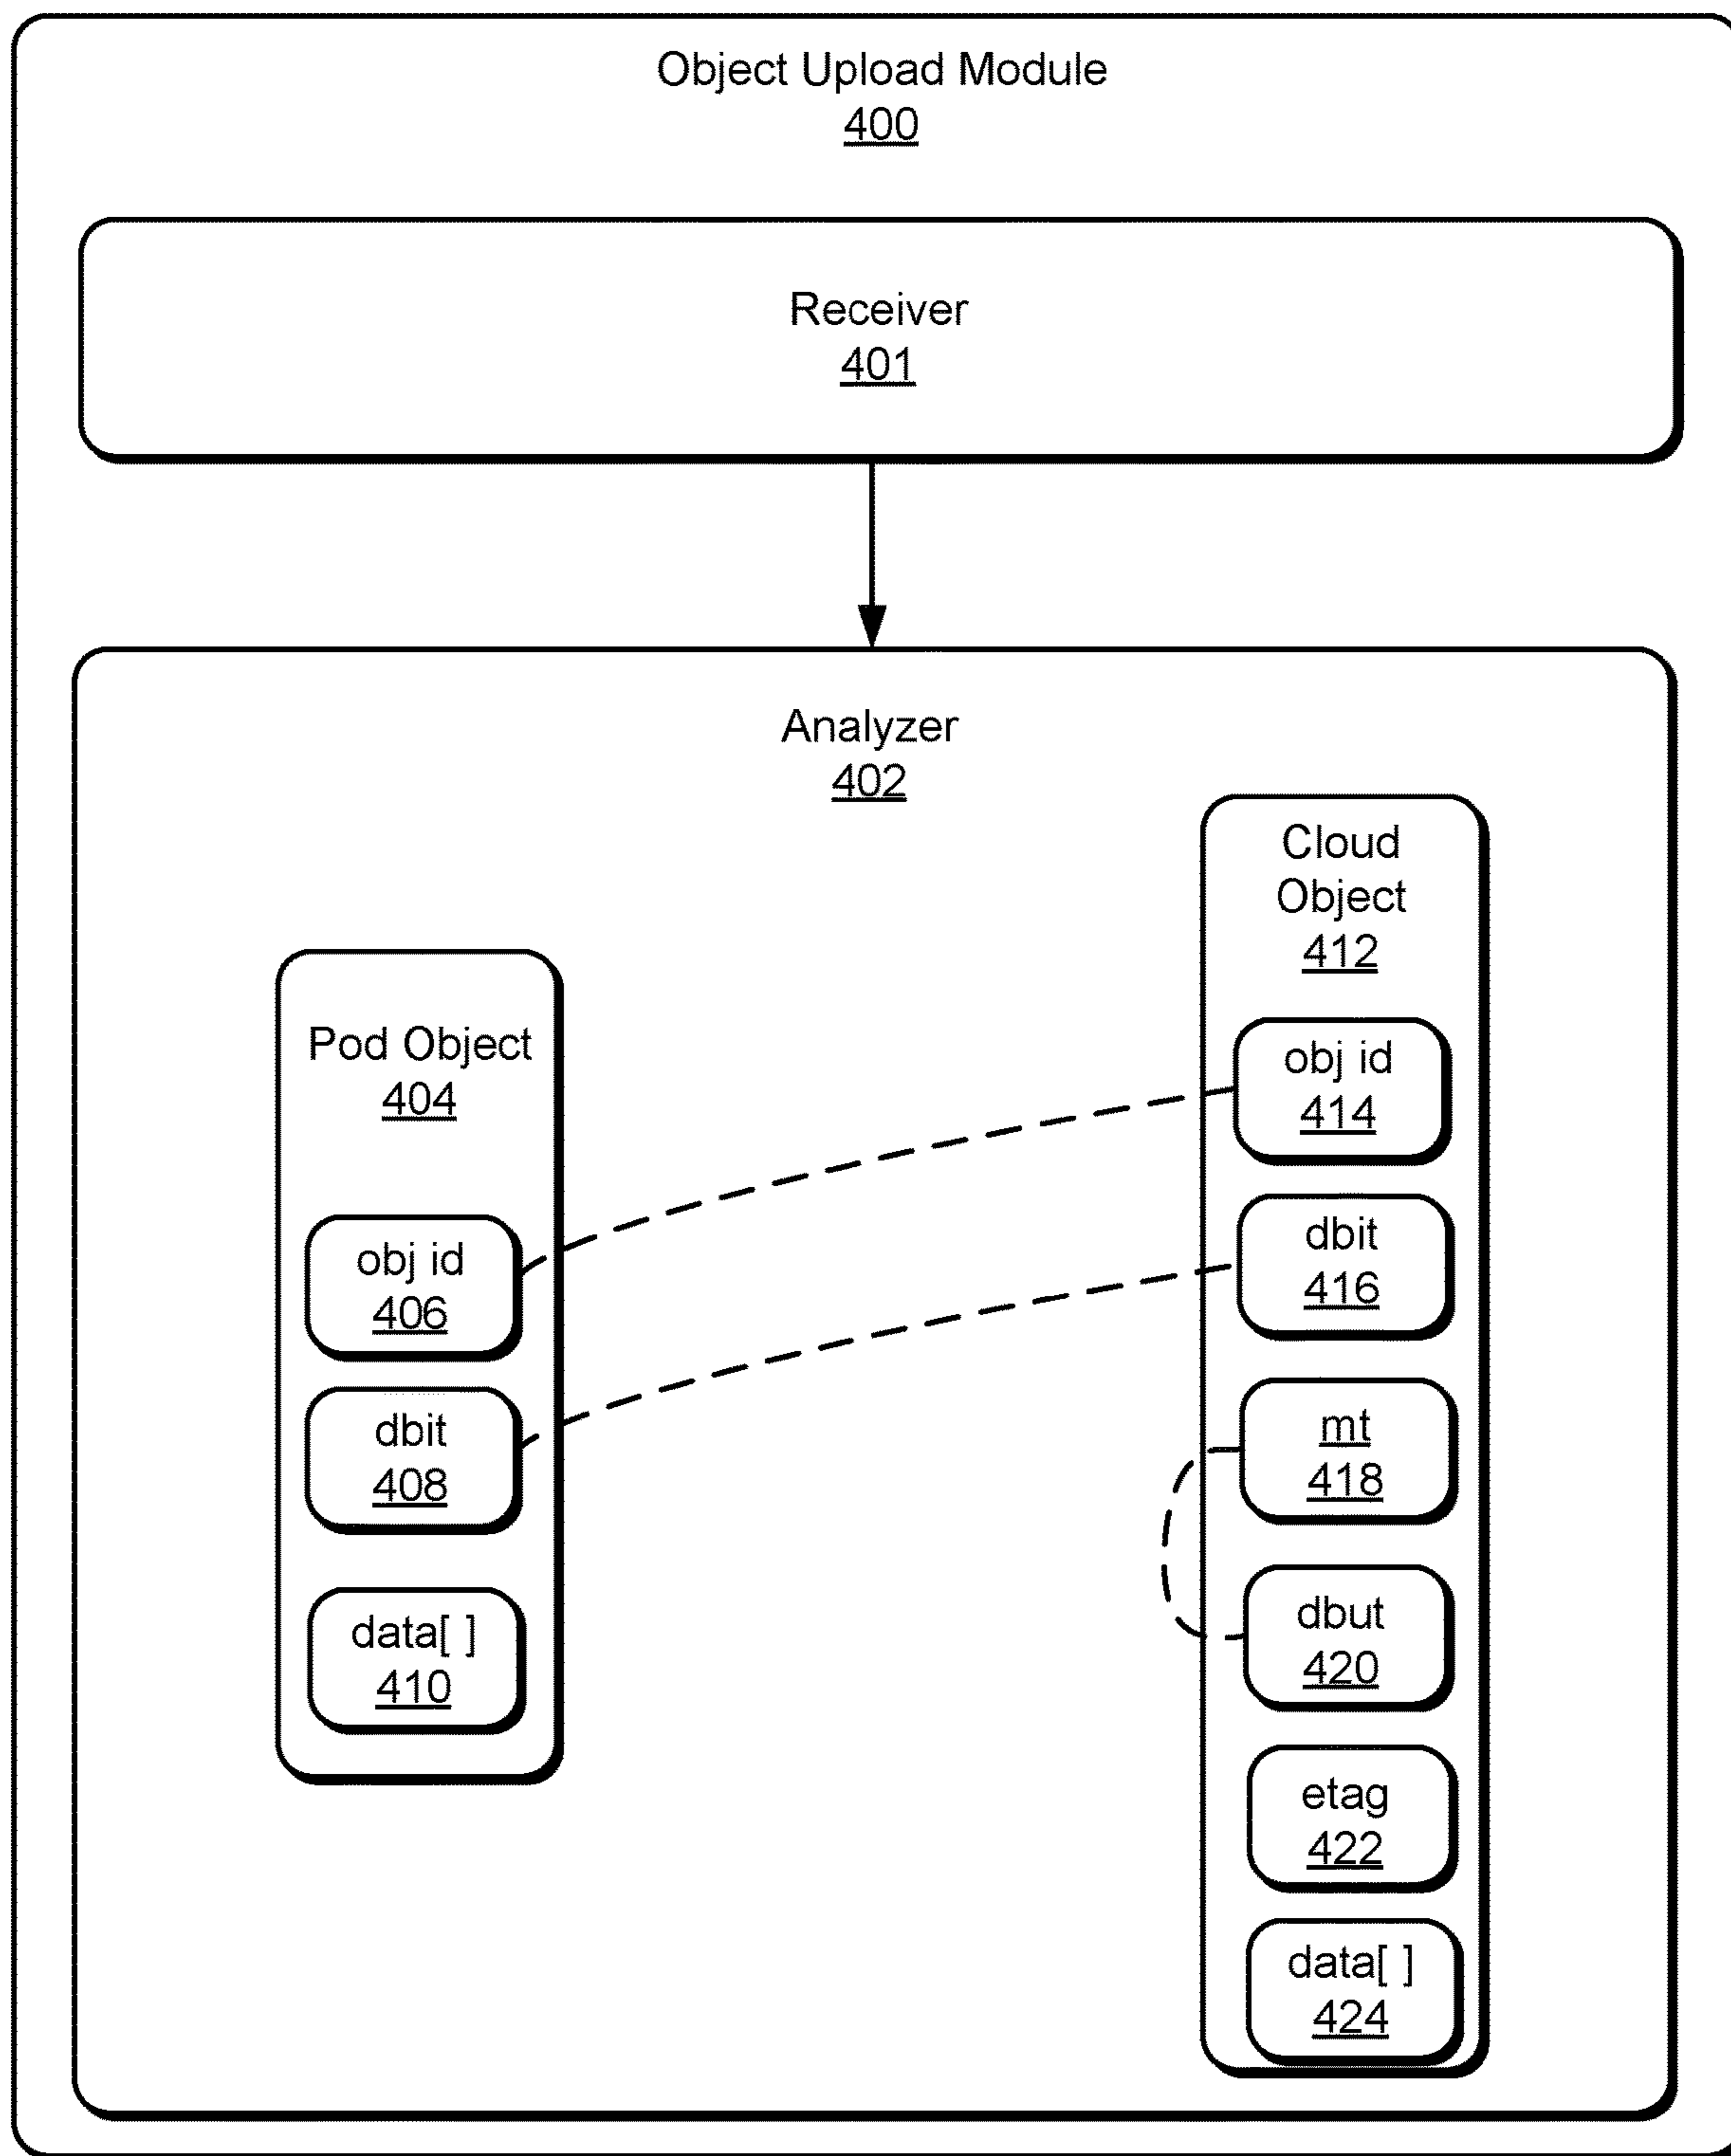 Object Upload Module
400
Receiver
401
Analyzer
402
Pod Object
404
obj id
406
dbit
408
data[ ]
410
Cloud
Object
412
obj id
414
dbit
416
mt
418
dbut
420
etag
422
data[ ]
424